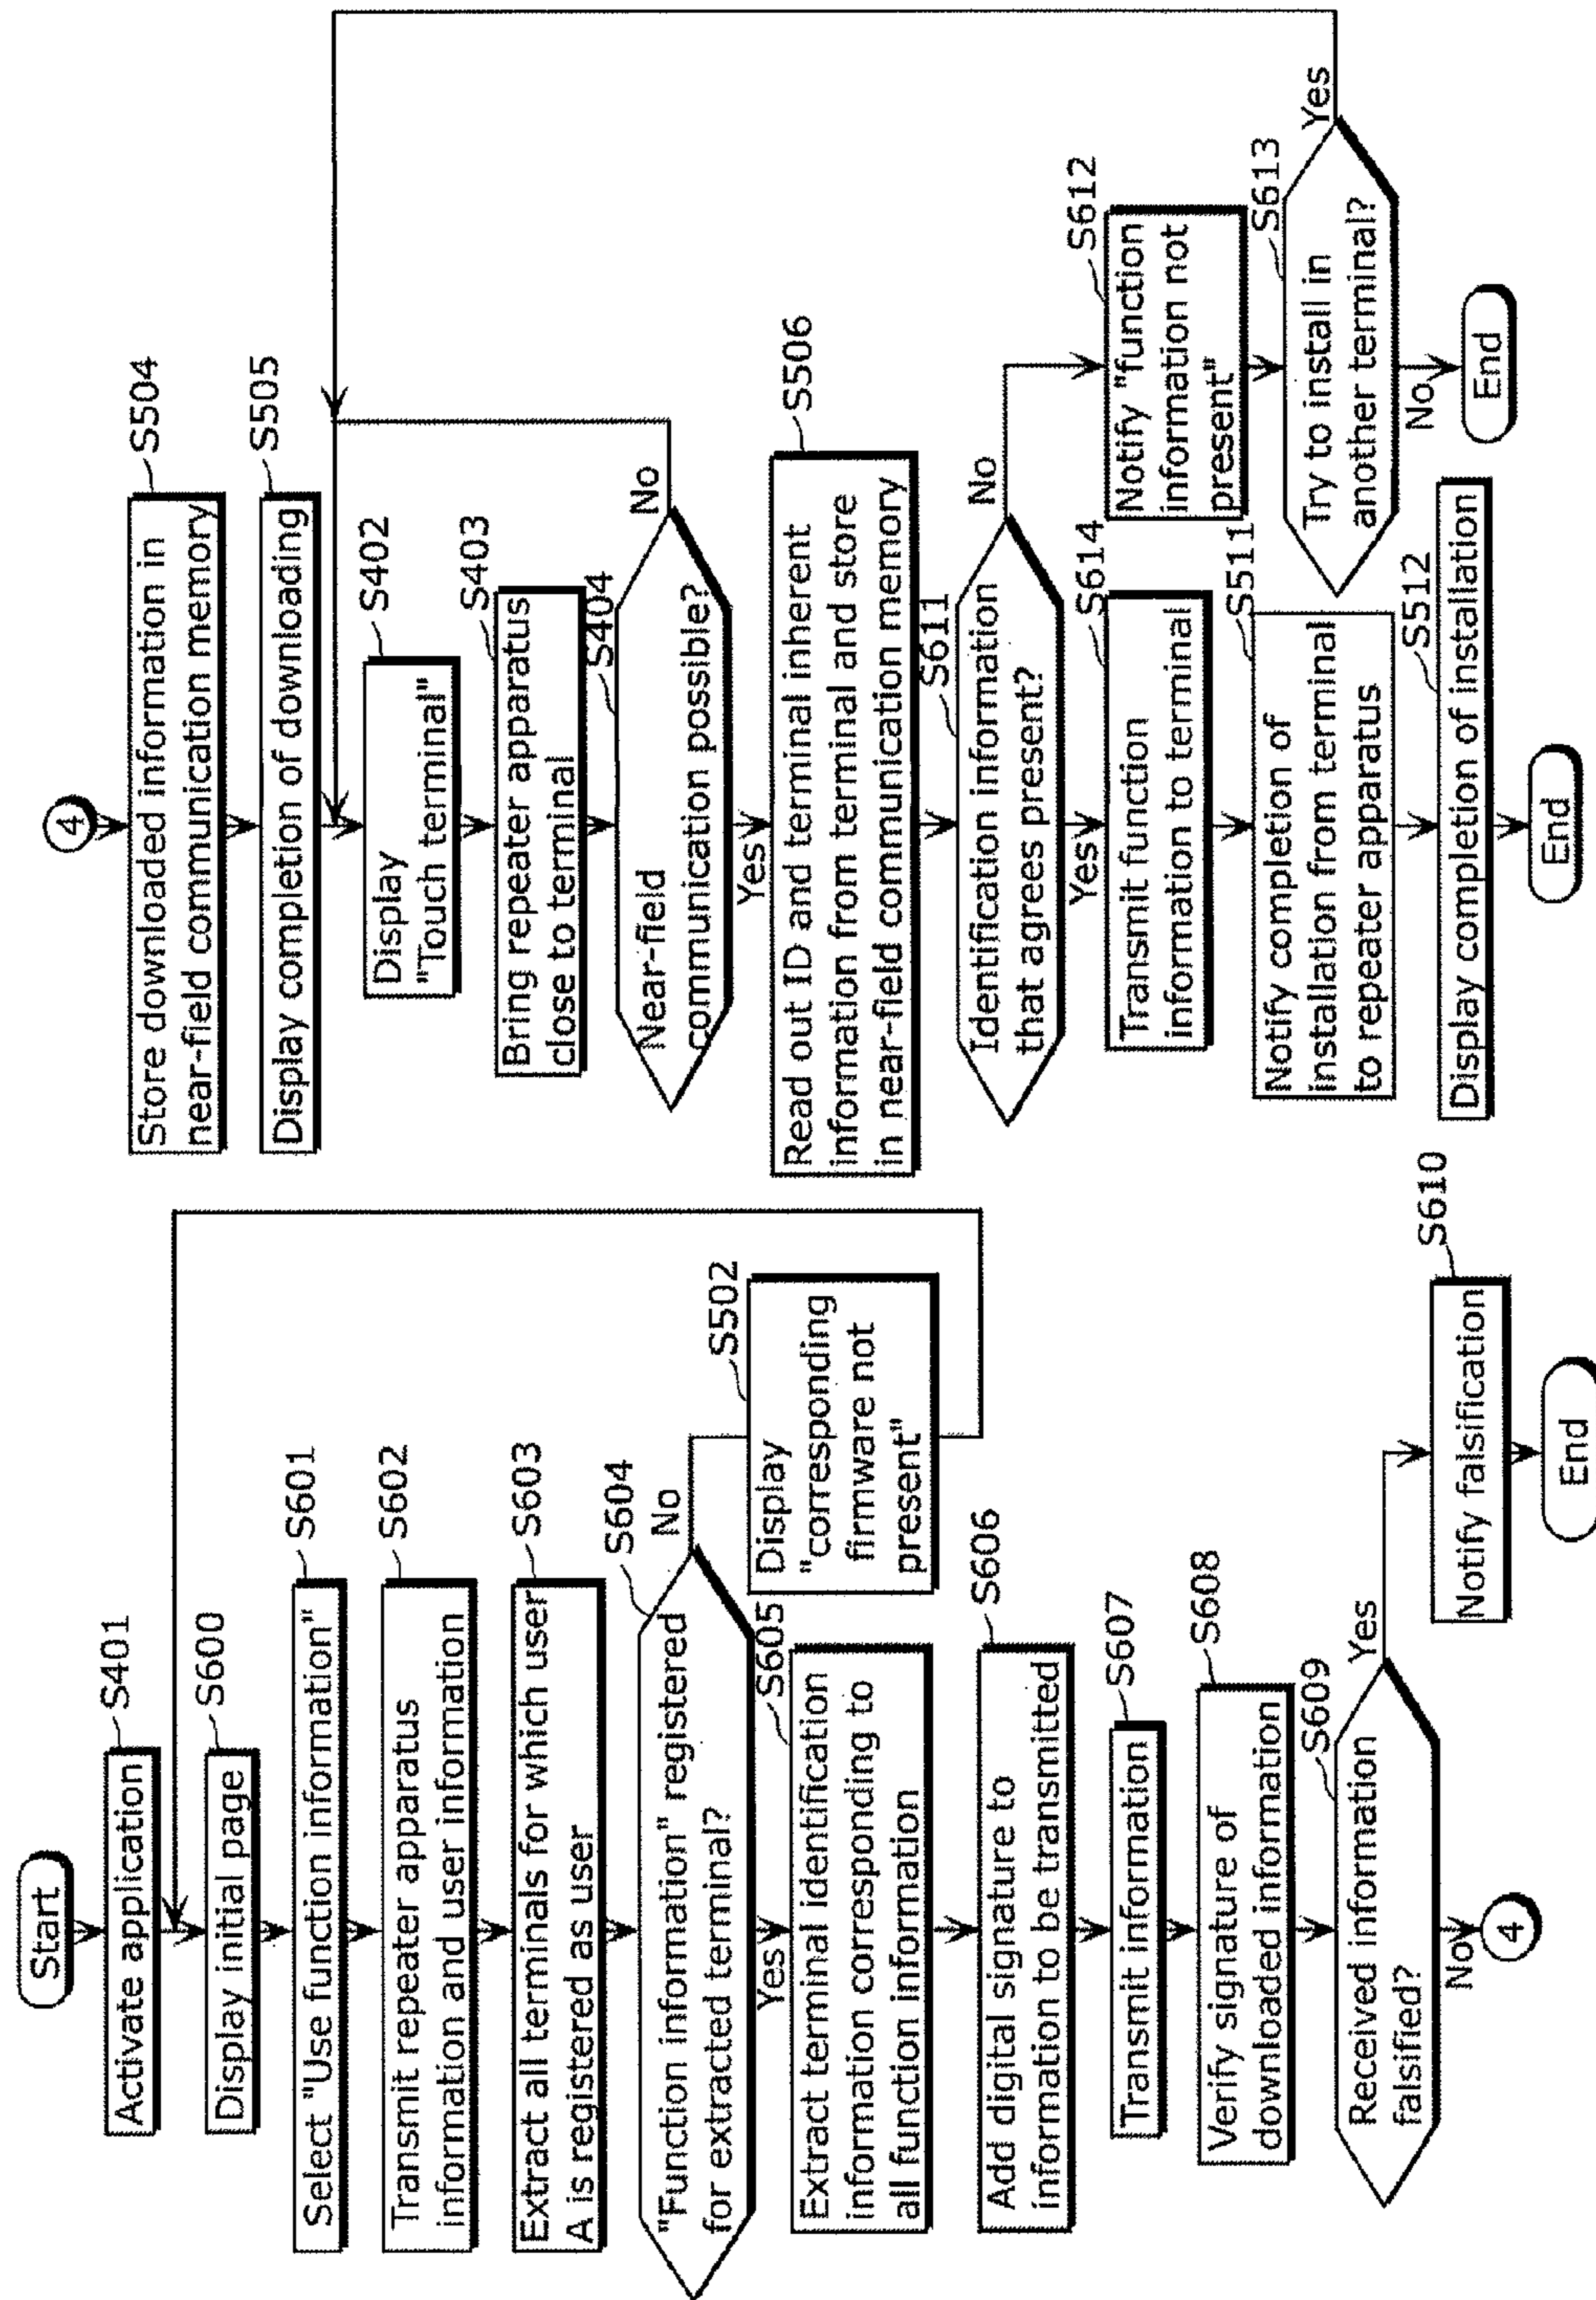 Start
Activate application
S401
Display initial page
S600
Select "Use function information"
S601
Transmit repeater apparatus
information and user information
S602
Extract all terminals for which user
A is registered as user
S603
"Function information" registered
for extracted terminal?
S604
No
Yes
Display
"corresponding
firmware not
present"
S502
Extract terminal identification
information corresponding to
all function information
S605
Add digital signature to
information to be transmitted
S606
Transmit information
S607
Verify signature of
downloaded information
S608
Received information
falsified?
S609
Yes
No
4
Notify falsification
S610
End
4
Store downloaded information in
near-field communication memory
S504
Display completion of downloading
S505
Display
"Touch terminal"
S402
Bring repeater apparatus
close to terminal
S403
Near-field
communication possible?
S404
No
Yes
Read out ID and terminal inherent
information from terminal and store
in near-field communication memory
S506
Identification information
that agrees present?
S611
No
Yes
Notify "function
information not
present"
S612
Try to install in
another terminal?
S613
Yes
No
End
Transmit function
information to terminal
S614
Notify completion of
installation from terminal
to repeater apparatus
S511
Display completion of installation
S512
End